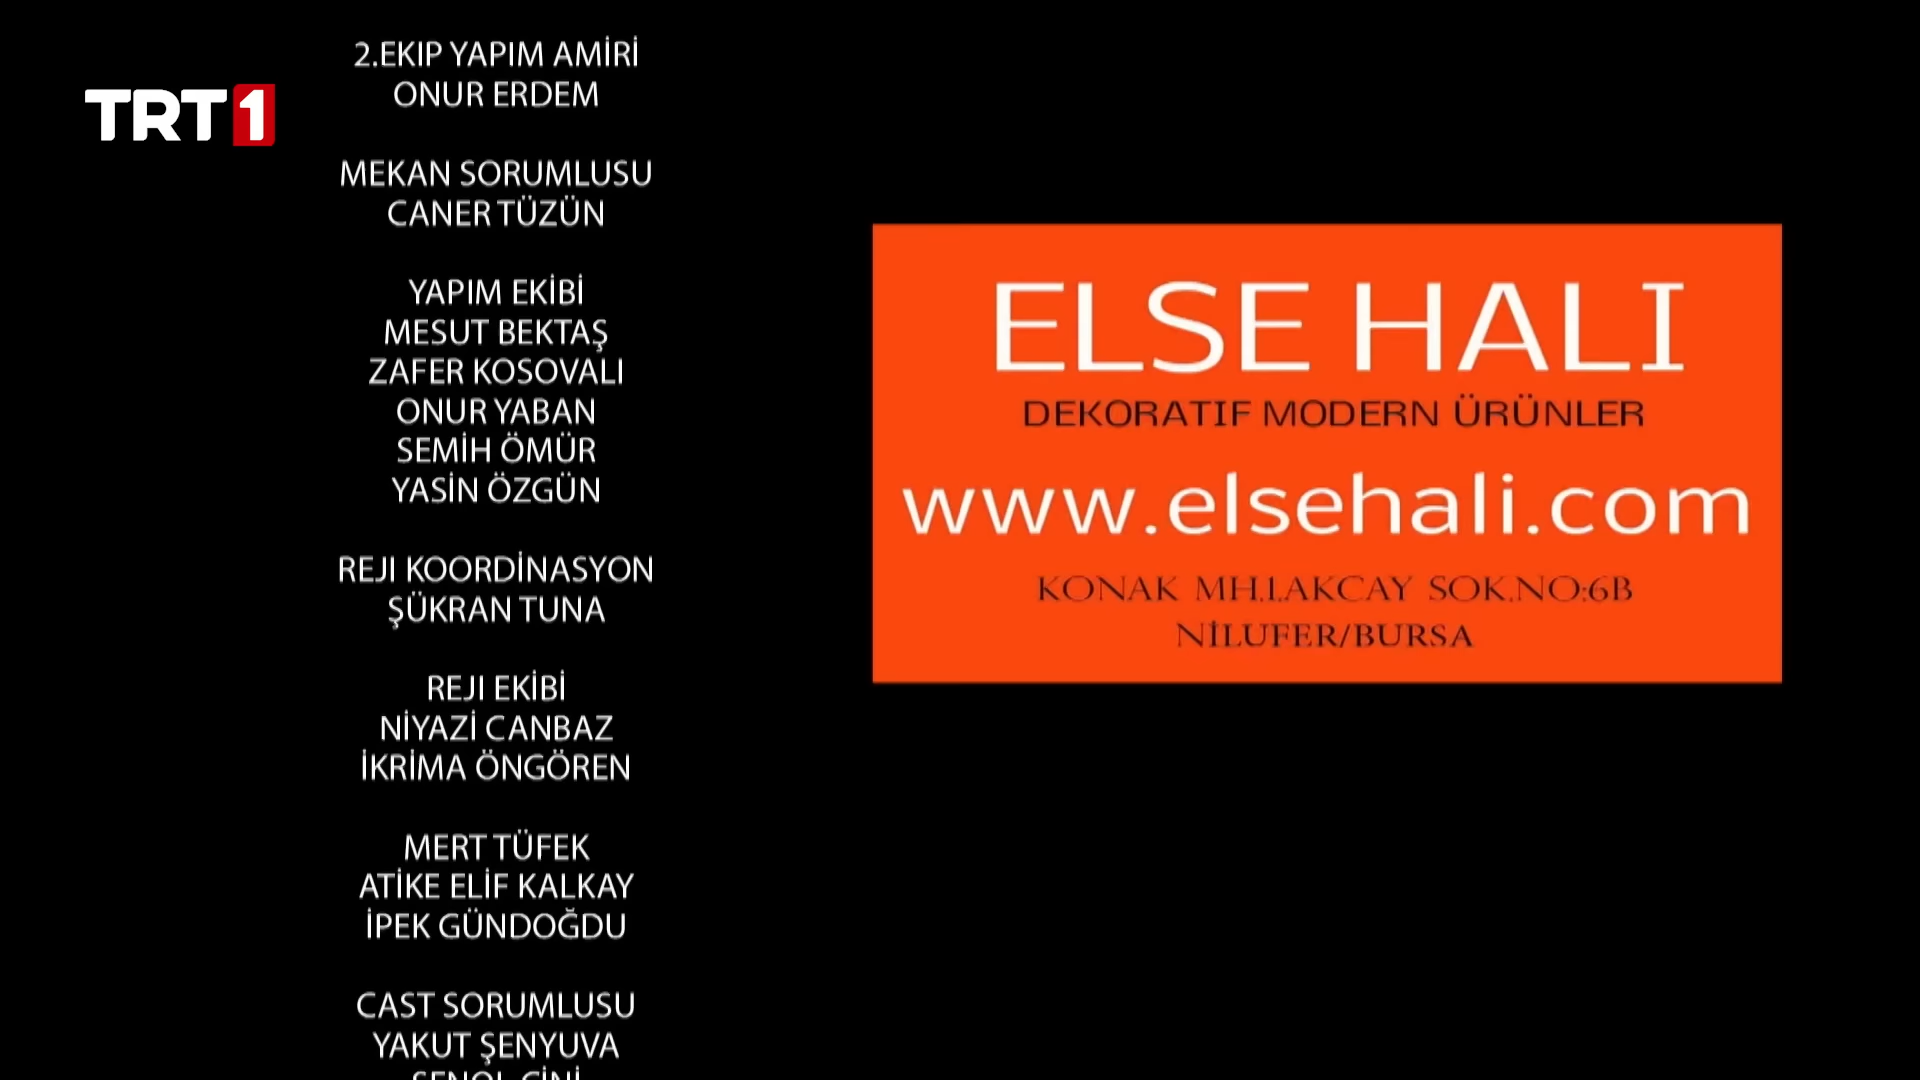 TRT1
2.EKIP YAPIM AMİRİ
ONUR ERDEM
MEKAN SORUMLUSU
CANER TÜZÜN
YAPIM EKİBİ
MESUT BEKTAŞ
ZAFER KOSOVALI
ONUR YABAN
SEMİH ÖMÜR
YASİN ÖZGÜN
REJI KOORDİNASYON
ŞÜKRAN TUNA
REJI EKİBİ
NİYAZİ CANBAZ
İKRİMA ÖNGÖREN
MERT TÜFEK
ATİKE ELİF KALKAY
İPEK GÜNDOĞDU
CAST SORUMLUSU
YAKUT ŞENYUVA
ELSE HALI
DEKORATIF MODERN ÜRÜNLER
www.elsehali.com
KONAK MH.1.AKCAY SOK.NO:6B
NİLUFER/BURSA